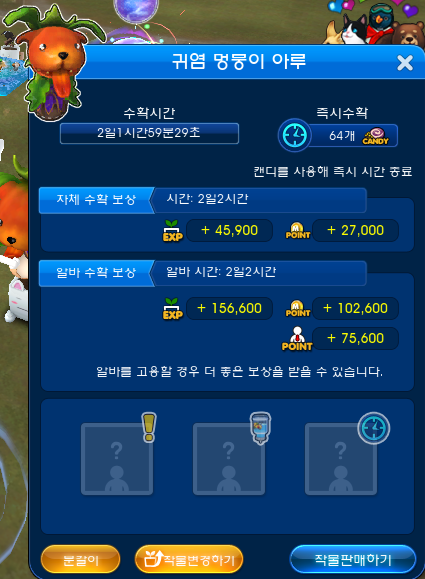 귀염 멍뭉이 아루
수확시간
즉시수확
2일1시간59분29초
64개 CANDY
캔디를 사용해 즉시 시간 종료
자체 수확 보상
시간: 2일2시간
EXP + 45,900
M POINT + 27,000
알바 수확 보상
알바 시간: 2일2시간
EXP + 156,600
M POINT + 102,600
POINT + 75,600
알바를 고용할 경우 더 좋은 보상을 받을 수 있습니다.
? ? ?
분갈이
작물변경하기
작물판매하기